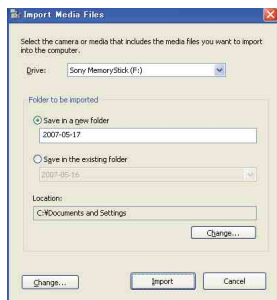 Import Media Files
Select the camera or media that includes the media files you want to import
into the computer.
Drive: Sony MemoryStick (F:)
Folder to be imported
Save in a new folder
2007-05-17
Save in the existing folder
2007-05-16
Location:
C:¥Documents and Settings
Change...
Change... Import Cancel